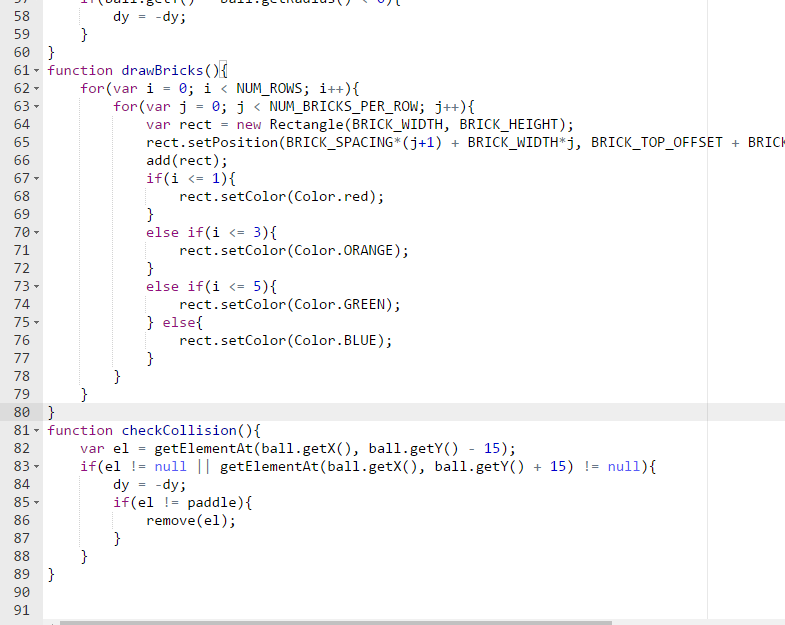 58 dy = -dy;
59 }
60 }
61 function drawBricks(){
62 for(var i = 0; i < NUM_ROWS; i++){
63 for(var j = 0; j < NUM_BRICKS_PER_ROW; j++){
64 var rect = new Rectangle(BRICK_WIDTH, BRICK_HEIGHT);
65 rect.setPosition(BRICK_SPACING*(j+1) + BRICK_WIDTH*j, BRICK_TOP_OFFSET + BRICK
66 add(rect);
67 if(i <= 1){
68 rect.setColor(Color.red);
69 }
70 else if(i <= 3){
71 rect.setColor(Color.ORANGE);
72 }
73 else if(i <= 5){
74 rect.setColor(Color.GREEN);
75 } else{
76 rect.setColor(Color.BLUE);
77 }
78 }
79 }
80 }
81 function checkCollision(){
82 var el = getElementAt(ball.getX(), ball.getY() - 15);
83 if(el != null || getElementAt(ball.getX(), ball.getY() + 15) != null){
84 dy = -dy;
85 if(el != paddle){
86 remove(el);
87 }
88 }
89 }
90
91